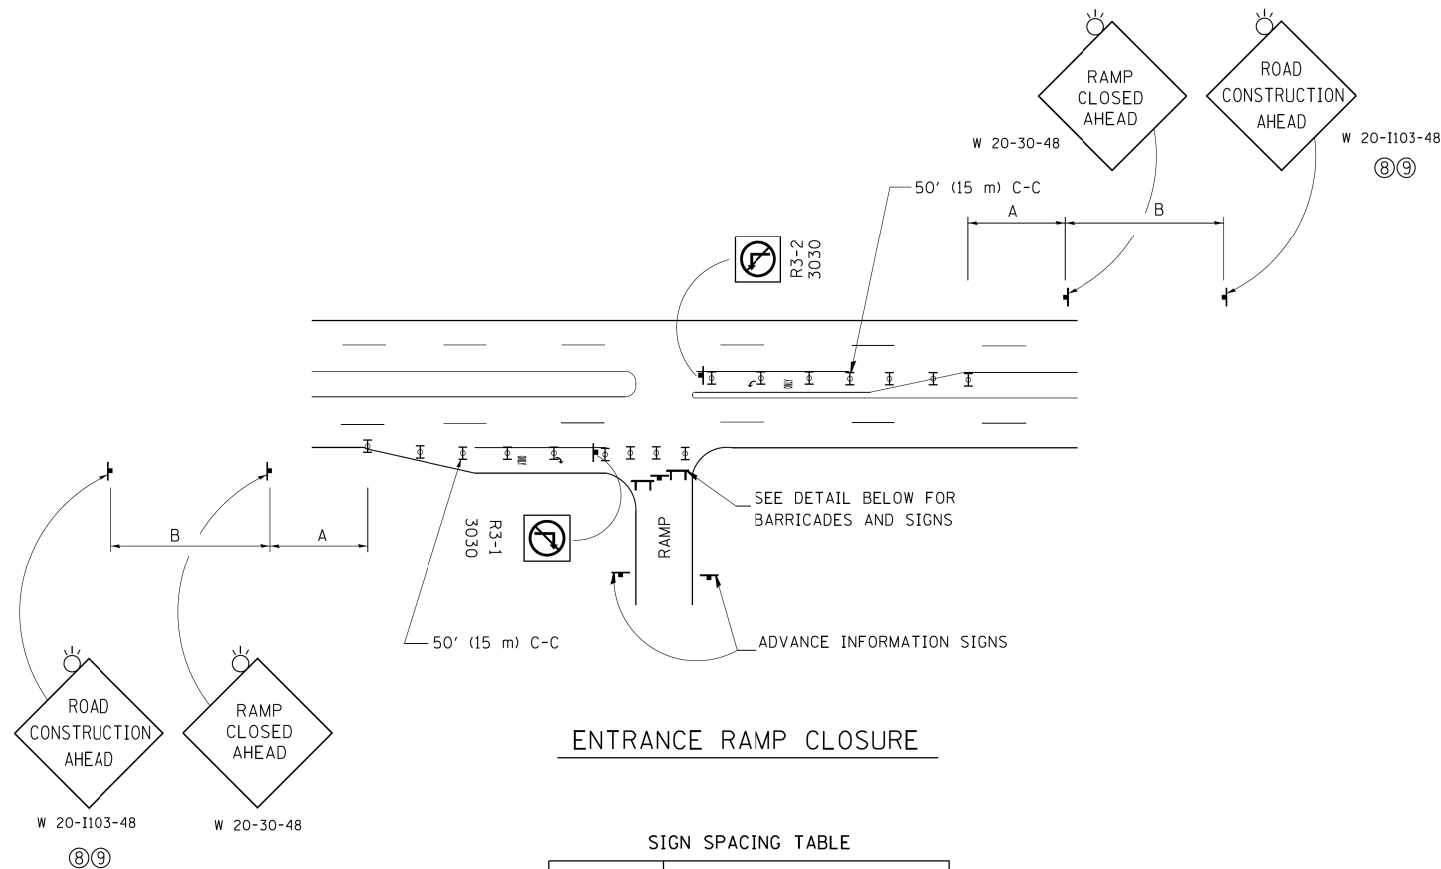 RAMP
CLOSED
AHEAD
W 20-30-48
ROAD
CONSTRUCTION
AHEAD
W 20-I103-48
⑧⑨
50' (15 m) C-C
A
B
R3-2
3030
ONLY
ONLY
B
A
R3-1
3030
RAMP
SEE DETAIL BELOW FOR
BARRICADES AND SIGNS
50' (15 m) C-C
ADVANCE INFORMATION SIGNS
ROAD
CONSTRUCTION
AHEAD
W 20-I103-48
⑧⑨
RAMP
CLOSED
AHEAD
W 20-30-48
ENTRANCE RAMP CLOSURE
SIGN SPACING TABLE